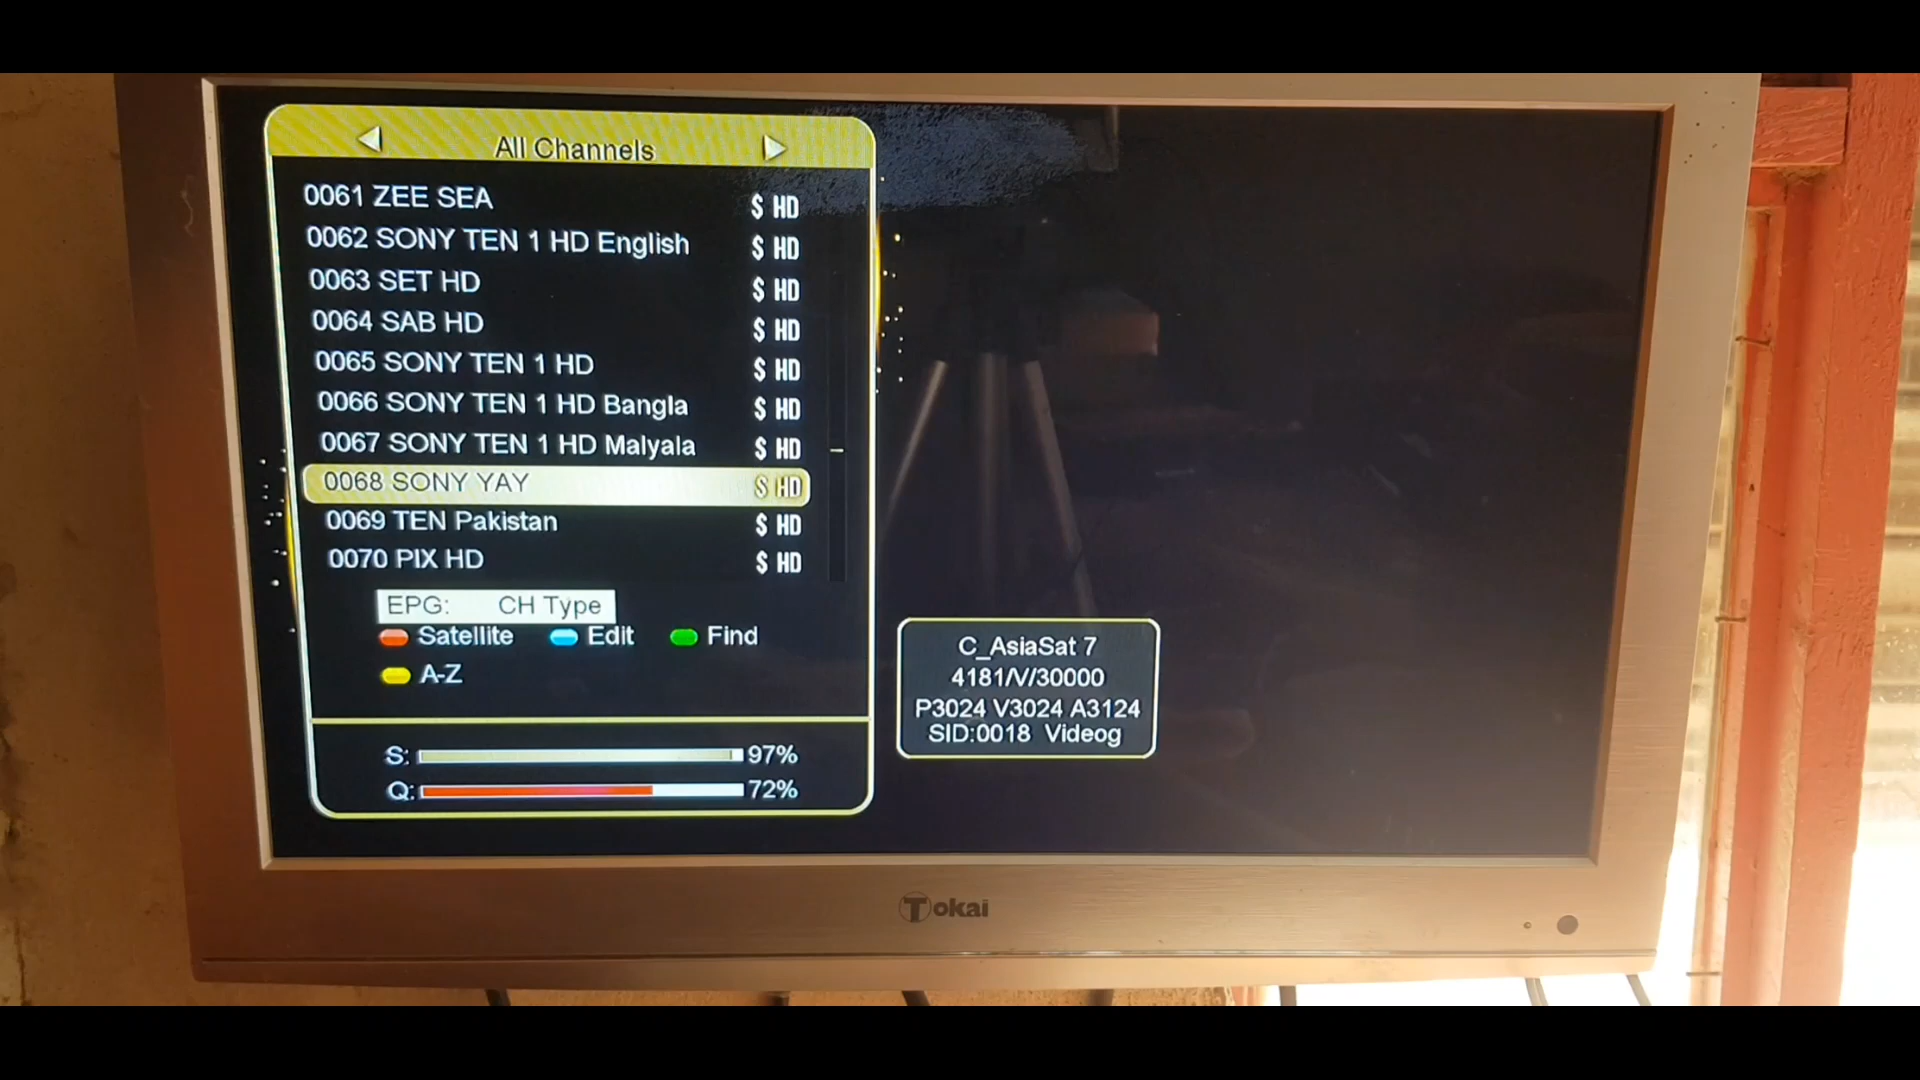 All Channels
0061 ZEE SEA $ HD
0062 SONY TEN 1 HD English $ HD
0063 SET HD $ HD
0064 SAB HD $ HD
0065 SONY TEN 1 HD $ HD
0066 SONY TEN 1 HD Bangla $ HD
0067 SONY TEN 1 HD Malyala $ HD
0068 SONY YAY $ HD
0069 TEN Pakistan $ HD
0070 PIX HD $ HD
EPG: CH Type
Satellite Edit Find
A-Z
S: 97%
Q: 72%
C_AsiaSat 7
4181/V//30000
P3024 V3024 A3124
SID:0018 Videog
Tokai